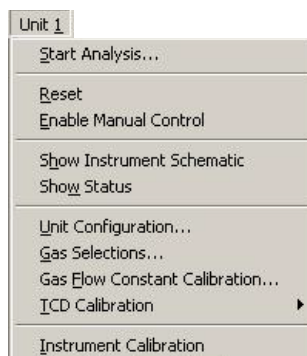 Unit 1
Start Analysis...
Reset
Enable Manual Control
Show Instrument Schematic
Show Status
Unit Configuration...
Gas Selections...
Gas Flow Constant Calibration...
TCD Calibration
Instrument Calibration